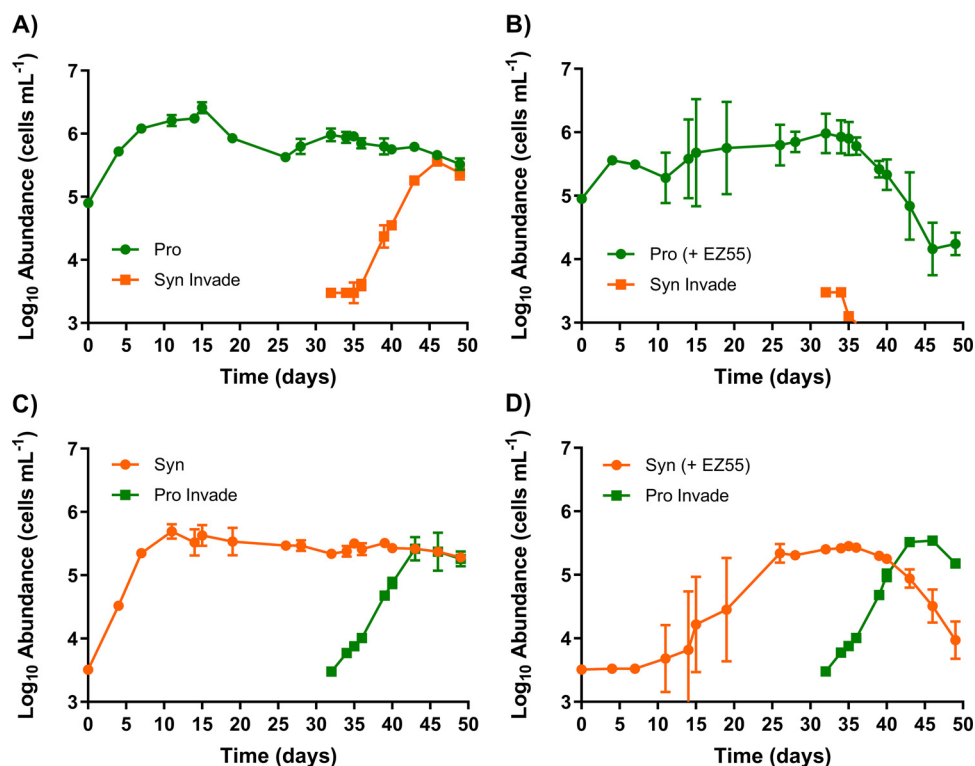 A)
Log₁₀ Abundance (cells mL⁻¹)
7
6
5
4
3
Pro
Syn Invade
0 5 10 15 20 25 30 35 40 45 50
Time (days)
B)
Log₁₀ Abundance (cells mL⁻¹)
7
6
5
4
3
Pro (+ EZ55)
Syn Invade
0 5 10 15 20 25 30 35 40 45 50
Time (days)
C)
Log₁₀ Abundance (cells mL⁻¹)
7
6
5
4
3
Syn
Pro Invade
0 5 10 15 20 25 30 35 40 45 50
Time (days)
D)
Log₁₀ Abundance (cells mL⁻¹)
7
6
5
4
3
Syn (+ EZ55)
Pro Invade
0 5 10 15 20 25 30 35 40 45 50
Time (days)